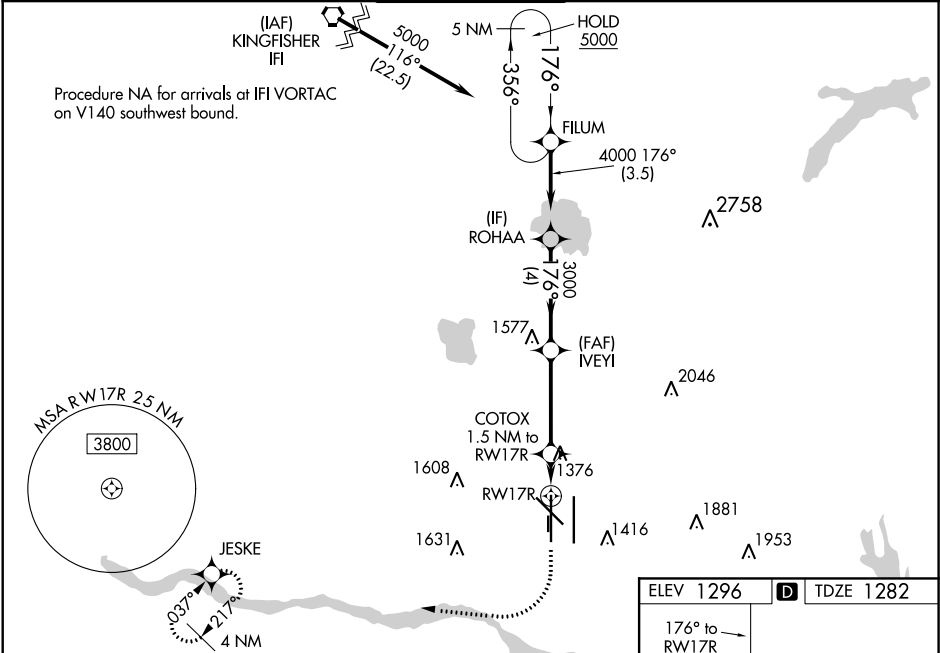 (IAF)
KINGFISHER
IFI
5000
116°
(22.5)
5 NM
HOLD
5000
176°
356°
Procedure NA for arrivals at IFI VORTAC
on V140 southwest bound.
FILUM
4000 176°
(3.5)
2758
(IF)
ROHAA
3000
176°
(4)
1577
(FAF)
IVEYI
2046
MSA RW17R 25 NM
3800
COTOX
1.5 NM to
RW17R
1376
1608
RW17R
1881
1416
1631
1953
JESKE
037°
217°
4 NM
ELEV 1296
D
TDZE 1282
176° to
RW17R